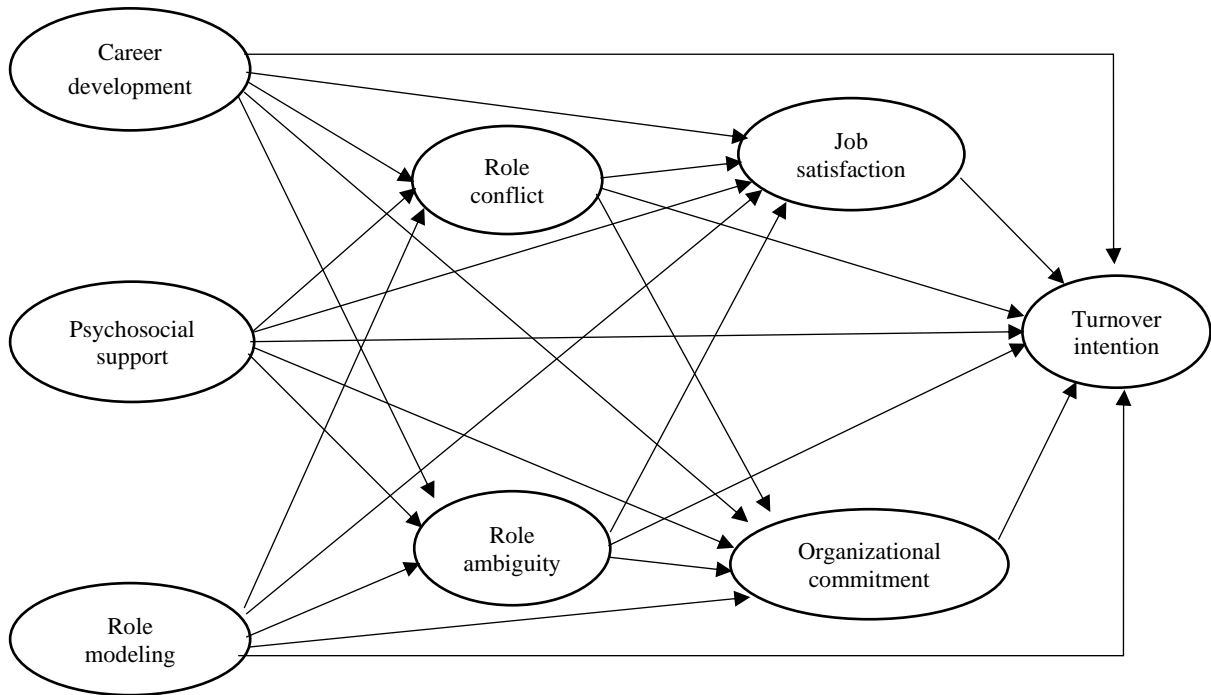 Career
development
Role
conflict
Job
satisfaction
Psychosocial
support
Turnover
intention
Role
ambiguity
Organizational
commitment
Role
modeling